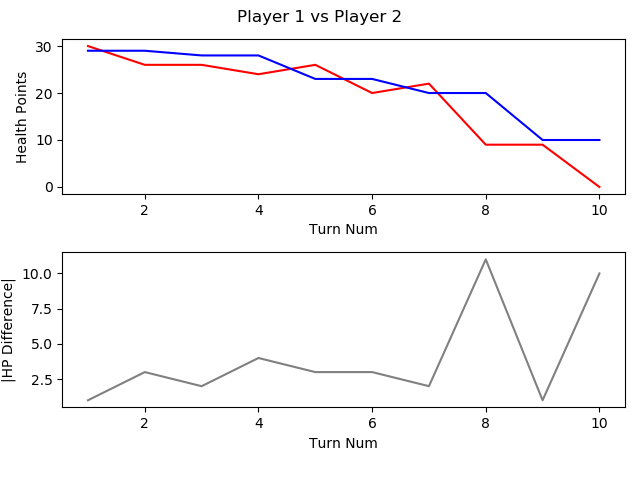 Player 1 vs Player 2
30
20
10
0
Health Points
2 4 6 8 10
Turn Num
10.0
7.5
5.0
2.5
|HP Difference|
2 4 6 8 10
Turn Num